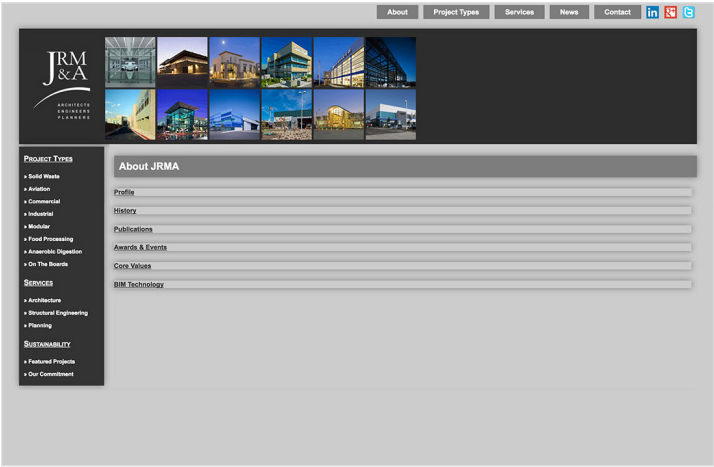 About
Project Types
Services
News
Contact
JRM
&A
ARCHITECTS
ENGINEERS
PLANNERS
PROJECT TYPES
» Solid Waste
» Aviation
» Commercial
» Industrial
» Modular
» Food Processing
» Anaerobic Digestion
» On The Boards
SERVICES
» Architecture
» Structural Engineering
» Planning
SUSTAINABILITY
» Featured Projects
» Our Commitment
About JRMA
Profile
History
Publications
Awards & Events
Core Values
BIM Technology